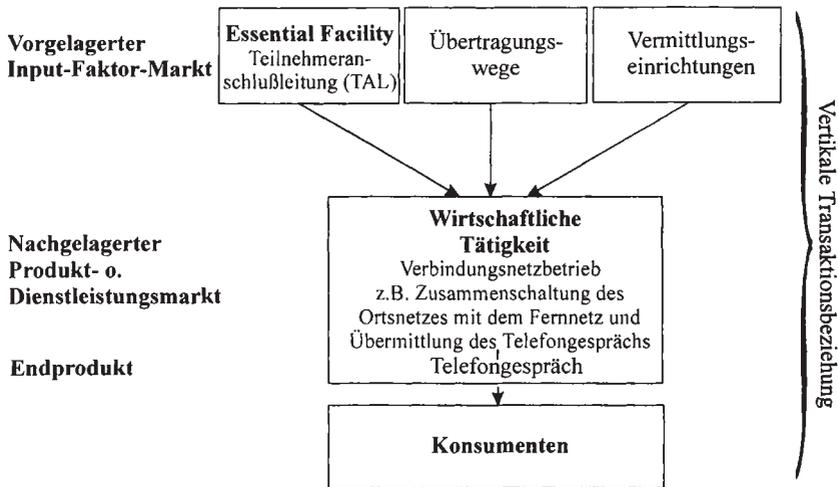 Vorgelagerter
Input-Faktor-Markt
Essential Facility
Teilnehmeran-
schlußleitung (TAL)
Übertragungs-
wege
Vermittlungs-
einrichtungen
Nachgelagerter
Produkt- o.
Dienstleistungsmarkt
Wirtschaftliche
Tätigkeit
Verbindungsnetzbetrieb
z.B. Zusammenschaltung des
Ortsnetzes mit dem Fernnetz und
Übermittlung des Telefongesprächs
Endprodukt
Telefongespräch
Konsumenten
Vertikale Transaktionsbeziehung